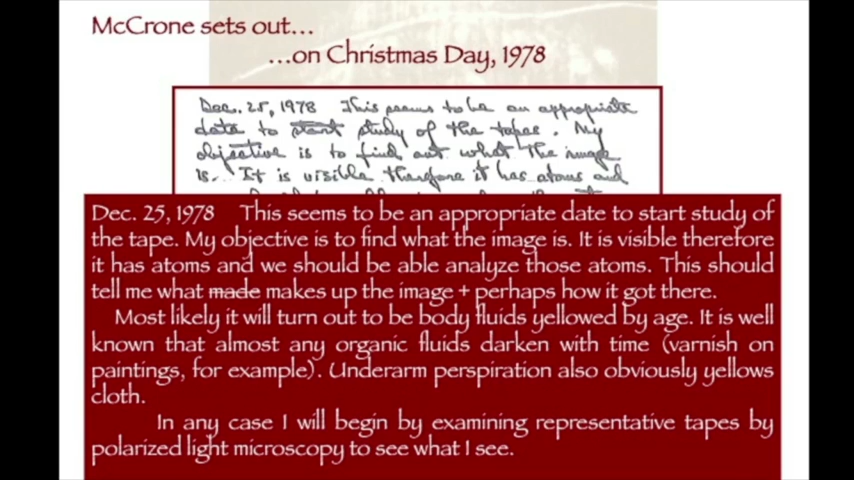 McCrone sets out...
...on Christmas Day, 1978
Dec. 25, 1978 This seems to be an appropriate
date to start study of the tapes. My
objective is to find out what the image
is. It is visible therefore it has atoms and
Dec. 25, 1978 This seems to be an appropriate date to start study of
the tape. My objective is to find what the image is. It is visible therefore
it has atoms and we should be able analyze those atoms. This should
tell me what made makes up the image + perhaps how it got there.
Most likely it will turn out to be body fluids yellowed by age. It is well
known that almost any organic fluids darken with time (varnish on
paintings, for example). Underarm perspiration also obviously yellows
cloth.
In any case I will begin by examining representative tapes by
polarized light microscopy to see what I see.